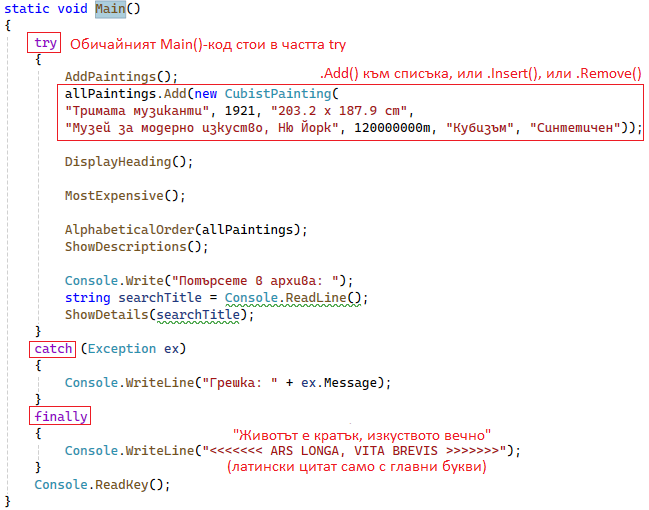 static void Main()
{
try Обичайният Main()-код стои в частта try
{
AddPaintings(); .Add() към списъка, или .Insert(), или .Remove()
allPaintings.Add(new CubistPainting(
"Тримата музиканти", 1921, "203.2 x 187.9 cm",
"Музей за модерно изкуство, Ню Йорк", 120000000m, "Кубизъм", "Синтетичен"));
DisplayHeading();
MostExpensive();
AlphabeticalOrder(allPaintings);
ShowDescriptions();
Console.Write("Потърсете в архива: ");
string searchTitle = Console.ReadLine();
ShowDetails(searchTitle);
}
catch (Exception ex)
{
Console.WriteLine("Грешка: " + ex.Message);
}
finally
{ "Животът е кратък, изкуството вечно"
Console.WriteLine("<<<<<<< ARS LONGA, VITA BREVIS >>>>>>>");
} (латински цитат само с главни букви)
Console.ReadKey();
}